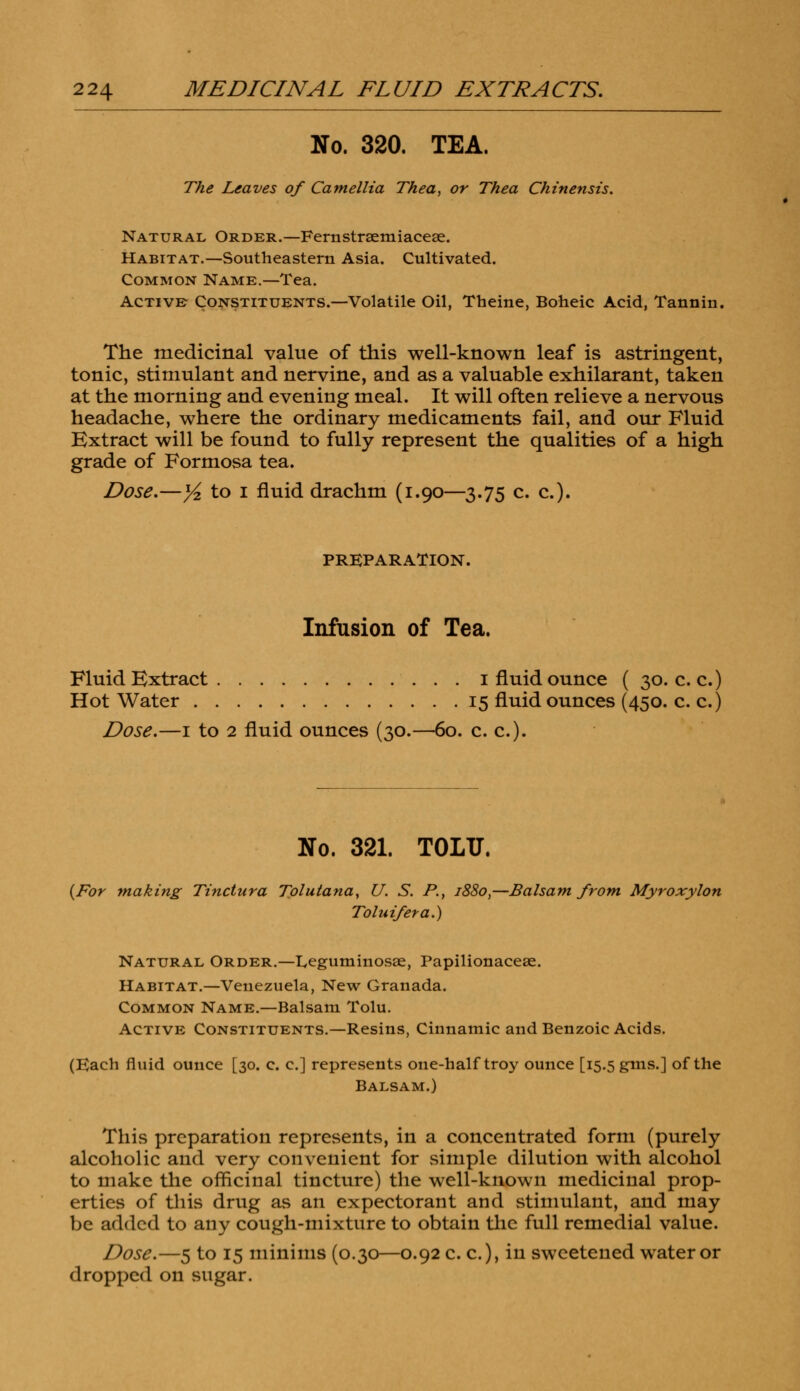 224 MEDICINAL FLUID EXTRACTS.
No. 320. TEA.
The Leaves of Camellia Thea, or Thea Chinensis.
Natural Order.—Fernstræmiaceæ.
Habitat.—Southeastern Asia. Cultivated.
Common Name.—Tea.
Active Constituents.—Volatile Oil, Theine, Boheic Acid, Tannin.
The medicinal value of this well-known leaf is astringent,
tonic, stimulant and nervine, and as a valuable exhilarant, taken
at the morning and evening meal. It will often relieve a nervous
headache, where the ordinary medicaments fail, and our Fluid
Extract will be found to fully represent the qualities of a high
grade of Formosa tea.
Dose.—½ to 1 fluid drachm (1.90—3.75 c. c.).
PREPARATION.
Infusion of Tea.
Fluid Extract . . . . . . . . . . . . . 1 fluid ounce ( 30. c. c.)
Hot Water . . . . . . . . . . . . . . 15 fluid ounces (450. c. c.)
Dose.—1 to 2 fluid ounces (30.—60. c. c.).
No. 321. TOLU.
(For making Tinctura Tolutana, U. S. P., 1880,—Balsam from Myroxylon
Toluifera.)
Natural Order.—Leguminosæ, Papilionaceæ.
Habitat.—Venezuela, New Granada.
Common Name.—Balsam Tolu.
Active Constituents.—Resins, Cinnamic and Benzoic Acids.
(Each fluid ounce [30. c. c.] represents one-half troy ounce [15.5 gms.] of the
Balsam.)
This preparation represents, in a concentrated form (purely
alcoholic and very convenient for simple dilution with alcohol
to make the officinal tincture) the well-known medicinal prop-
erties of this drug as an expectorant and stimulant, and may
be added to any cough-mixture to obtain the full remedial value.
Dose.—5 to 15 minims (0.30—0.92 c. c.), in sweetened water or
dropped on sugar.